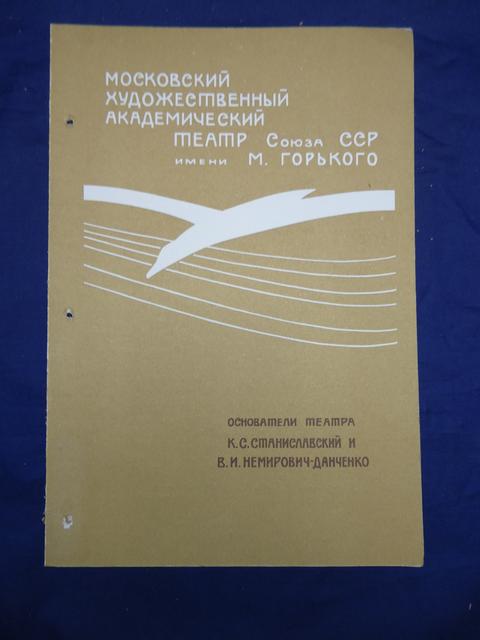 МОСКОВСКИЙ
ХУДОЖЕСТВЕННЫЙ
АКАДЕМИЧЕСКИЙ
ТЕАТР СОЮЗА ССР
ИМЕНИ М. ГОРЬКОГО
ОСНОВАТЕЛИ ТЕАТРА
К.С.СТАНИСЛАВСКИЙ И
В.И.НЕМИРОВИЧ-ДАНЧЕНКО